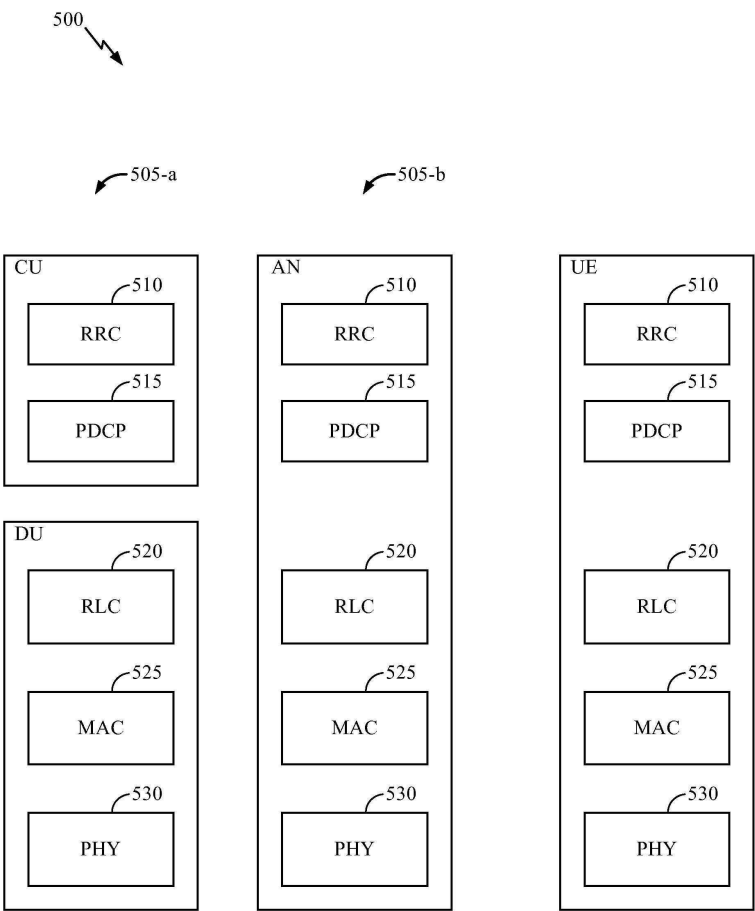 500
505-a 505-b
CU AN UE
510 510 510
RRC RRC RRC
515 515 515
PDCP PDCP PDCP
DU
520 520 520
RLC RLC RLC
525 525 525
MAC MAC MAC
530 530 530
PHY PHY PHY